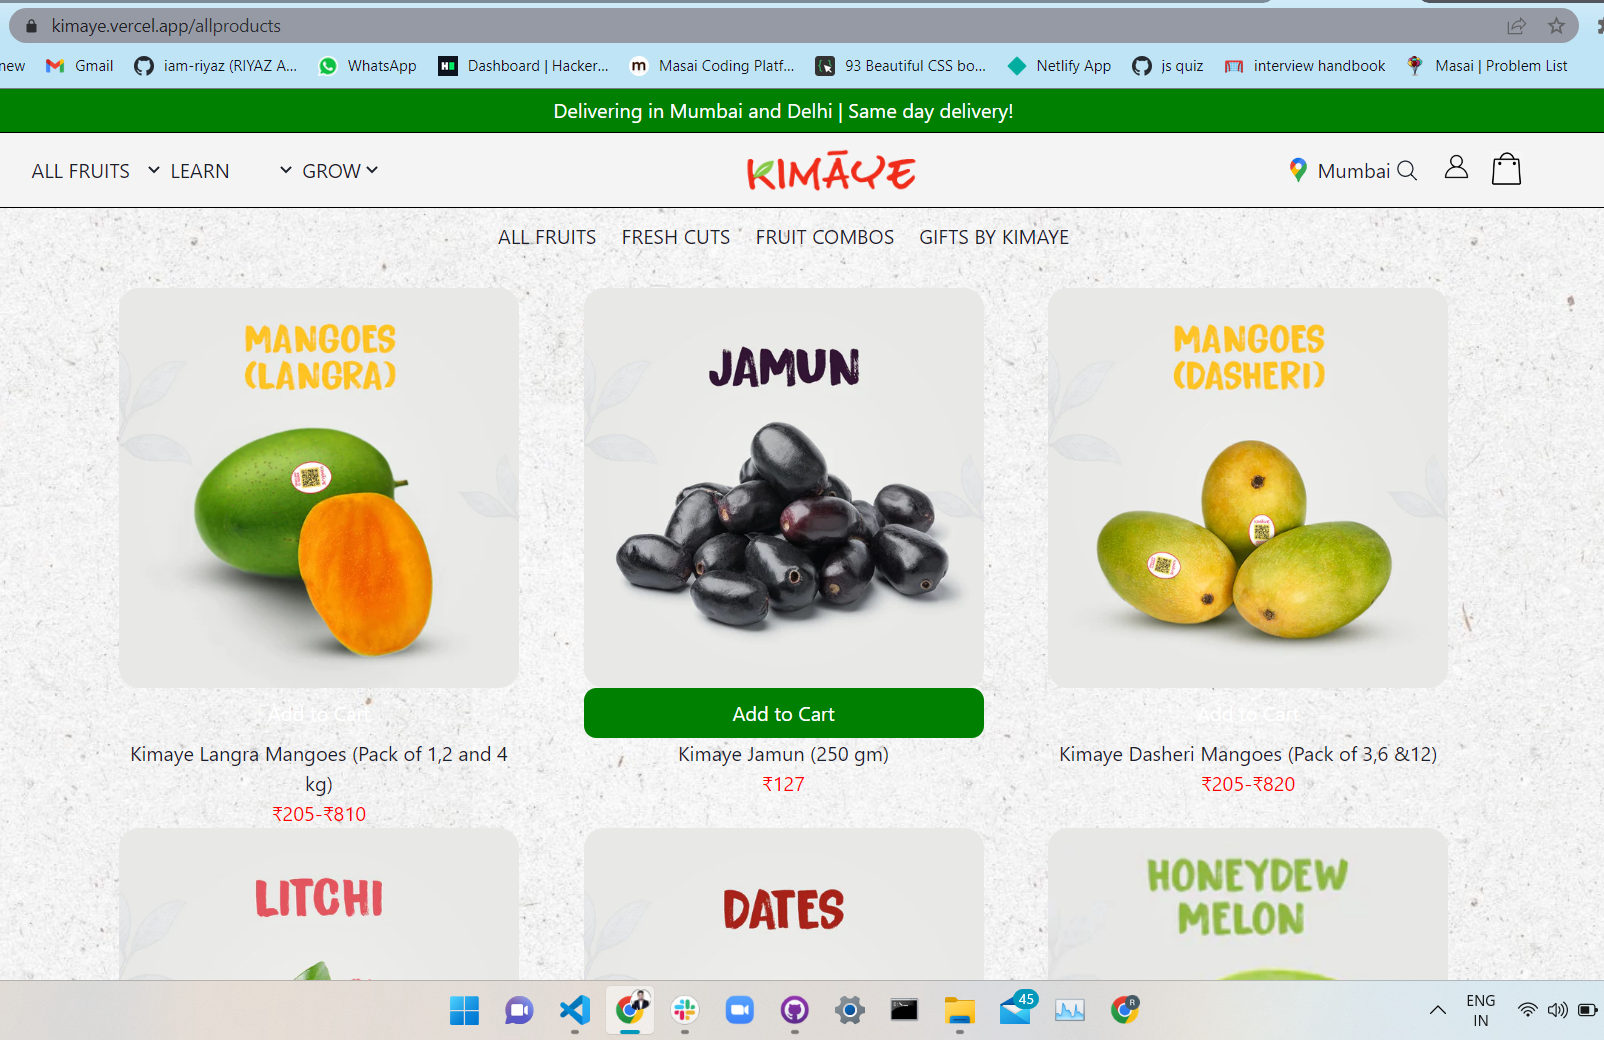 kimaye.vercel.app/allproducts
new Gmail iam-riyaz (RIYAZ A... WhatsApp Dashboard | Hacker... Masai Coding Platf... 93 Beautiful CSS bo... Netlify App js quiz interview handbook Masai | Problem List
Delivering in Mumbai and Delhi | Same day delivery!
ALL FRUITS LEARN GROW KIMĀYE Mumbai
ALL FRUITS FRESH CUTS FRUIT COMBOS GIFTS BY KIMAYE
MANGOES
(LANGRA)
JAMUN
MANGOES
(DASHERI)
Add to Cart
Add to Cart
Add to Cart
Kimaye Langra Mangoes (Pack of 1,2 and 4
kg)
₹205-₹810
Kimaye Jamun (250 gm)
₹127
Kimaye Dasheri Mangoes (Pack of 3,6 &12)
₹205-₹820
LITCHI
DATES
HONEYDEW
MELON
45
R
ENG
IN